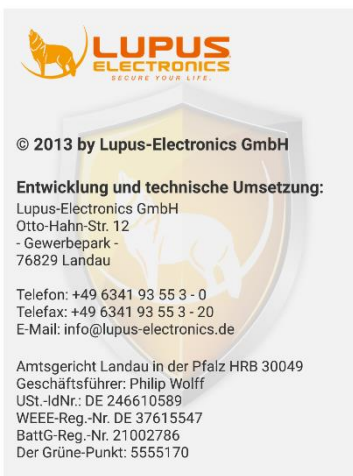 LUPUS
ELECTRONICS
SECURE YOUR LIFE.
© 2013 by Lupus-Electronics GmbH
Entwicklung und technische Umsetzung:
Lupus-Electronics GmbH
Otto-Hahn-Str. 12
- Gewerbepark -
76829 Landau
Telefon: +49 6341 93 55 3 - 0
Telefax: +49 6341 93 55 3 - 20
E-Mail: info@lupus-electronics.de
Amtsgericht Landau in der Pfalz HRB 30049
Geschäftsführer: Philip Wolff
USt.-IdNr.: DE 246610589
WEEE-Reg.-Nr. DE 37615547
BattG-Reg.-Nr. 21002786
Der Grüne-Punkt: 5555170